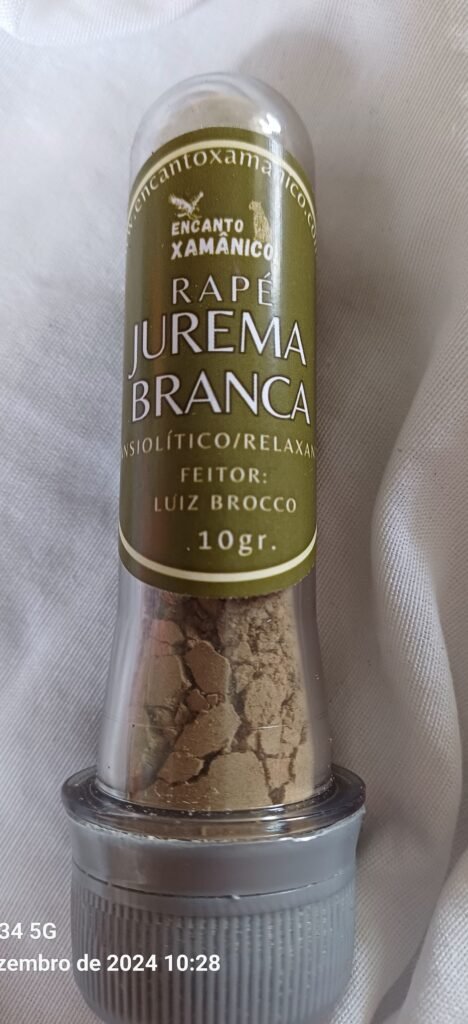 .encantoxamanico.co
ENCANTO
XAMÂNICO
RAPÉ
JUREMA
BRANCA
NSIOLÍTICO/RELAXAN
FEITOR:
LUIZ BROCCO
10gr.
34 5G
zembro de 2024 10:28